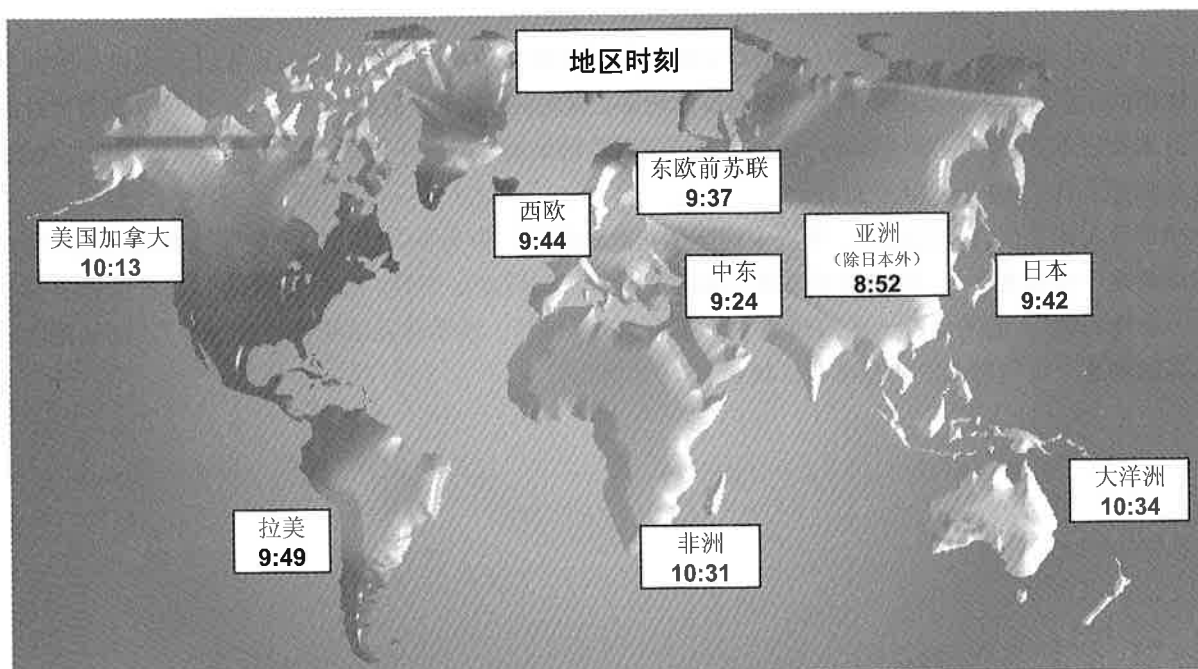 地区时刻
东欧前苏联
9:37
西欧
9:44
美国加拿大
10:13
亚洲
（除日本外）
8:52
中东
9:24
日本
9:42
大洋洲
10:34
拉美
9:49
非洲
10:31